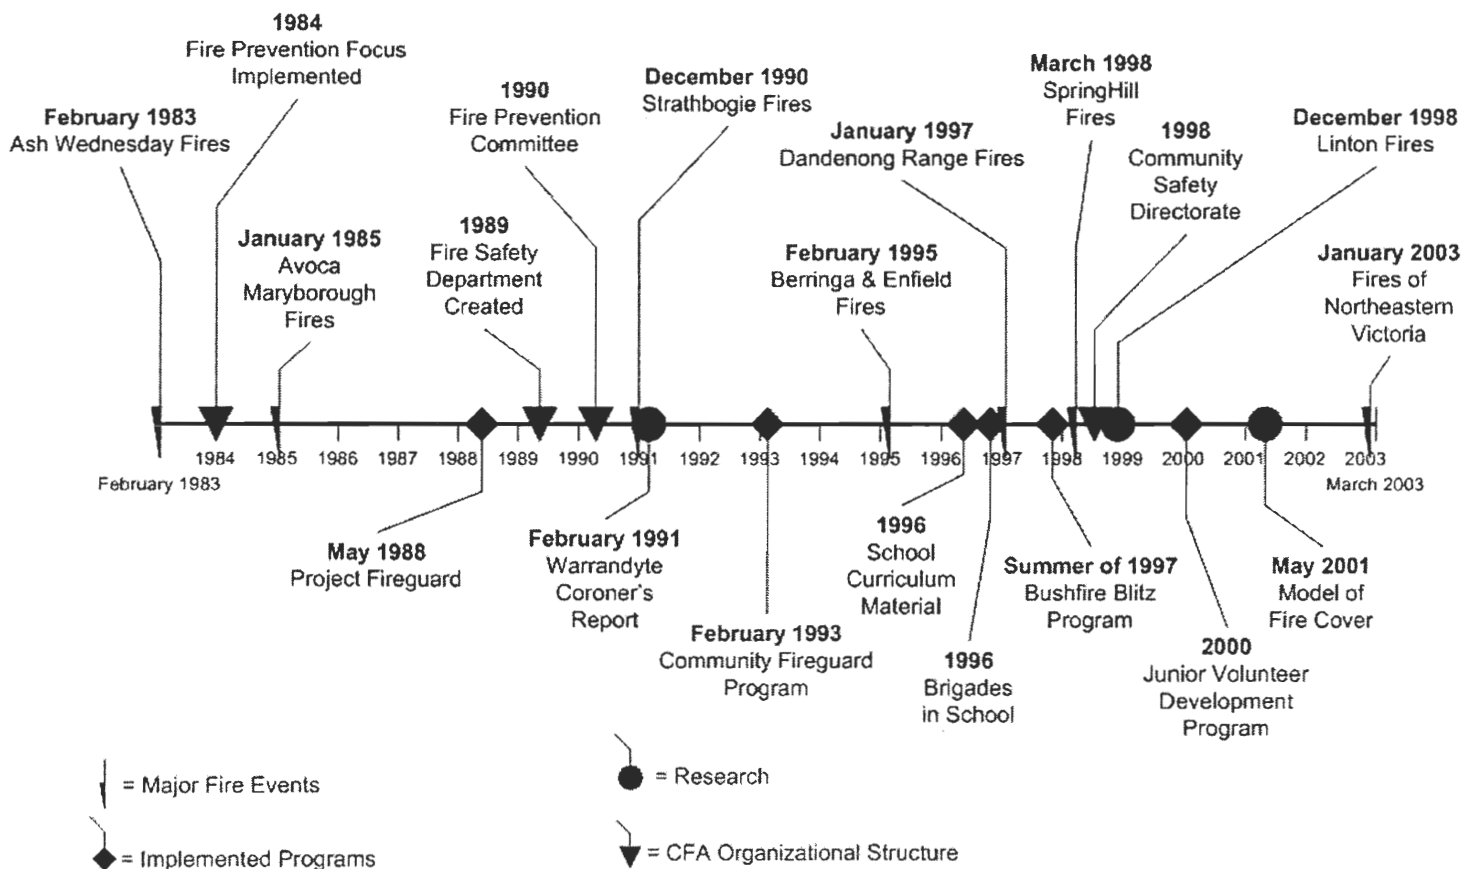 1984
Fire Prevention Focus
Implemented
February 1983
Ash Wednesday Fires
January 1985
Avoca
Maryborough
Fires
1989
Fire Safety
Department
Created
1990
Fire Prevention
Committee
December 1990
Strathbogie Fires
January 1997
Dandenong Range Fires
February 1995
Berringa & Enfield
Fires
March 1998
SpringHill
Fires
1998
Community
Safety
Directorate
December 1998
Linton Fires
January 2003
Fires of
Northeastern
Victoria
1984 1985 1986 1987 1988 1989 1990 1991 1992 1993 1994 1995 1996 1997 1998 1999 2000 2001 2002 2003
February 1983
March 2003
May 1988
Project Fireguard
February 1991
Warrandyte
Coroner's
Report
February 1993
Community Fireguard
Program
1996
School
Curriculum
Material
1996
Brigades
in School
Summer of 1997
Bushfire Blitz
Program
2000
Junior Volunteer
Development
Program
May 2001
Model of
Fire Cover
= Major Fire Events
= Implemented Programs
= Research
= CFA Organizational Structure